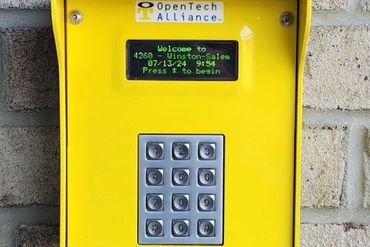 OpenTech
Alliance
Welcome to
4260 - Winston-Salem
07/13/24 9:54
Press * to begin